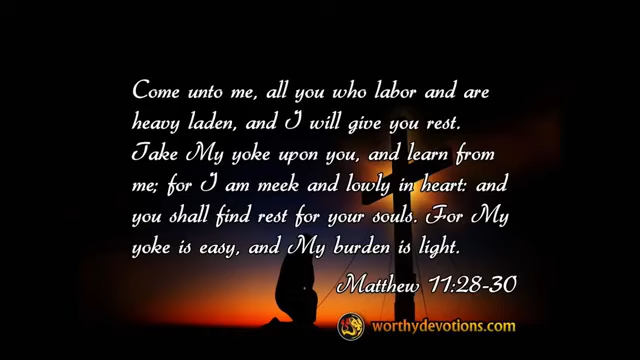 Come unto me, all you who labor and are
heavy laden, and I will give you rest.
Take My yoke upon you, and learn from
me; for I am meek and lowly in heart: and
you shall find rest for your souls. For My
yoke is easy, and My burden is light.
Matthew 11:28-30
worthydevotions.com